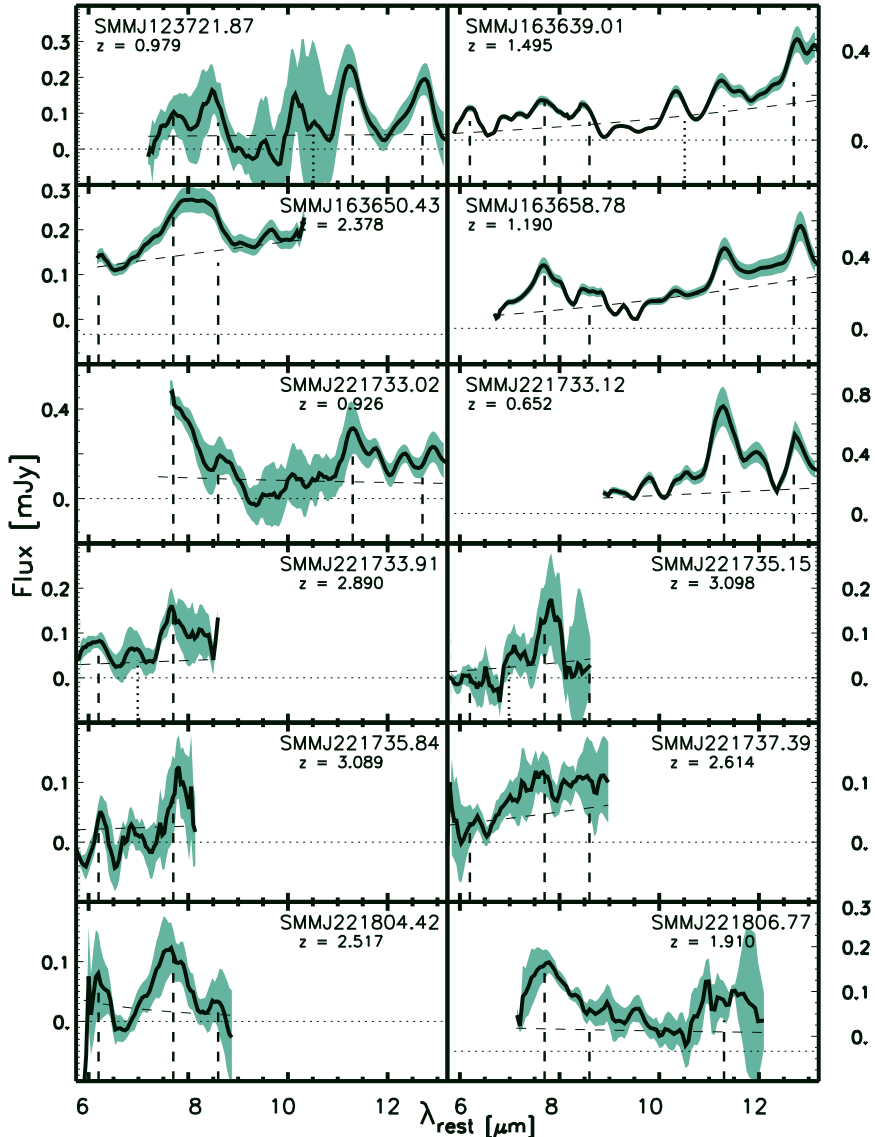 SMMJ123721.87
z = 0.979
0.3
0.2
0.1
0.
SMMJ163639.01
z = 1.495
0.4
0.2
0.
SMMJ163650.43
= 2.378
0.3
0.2
0.1
0.
SMMJ163658.78
z = 1.190
0.4
0.2
0.
SMMJ221733.02
z = 0.926
0.4
0.2
0.
SMMJ221733.12
z = 0.652
0.8
0.4
0.
SMMJ221733.91
z = 2.890
0.2
0.1
0.
SMMJ221735.15
z = 3.098
0.2
0.1
0.
SMMJ221735.84
z = 3.089
0.1
0.
SMMJ221737.39
z = 2.614
0.1
0.
SMMJ221804.42
z = 2.517
0.1
0.
SMMJ221806.77
z = 1.910
0.3
0.2
0.1
0.
Flux [mJy]
6 8 10 12 6 8 10 12
λrest [μm]